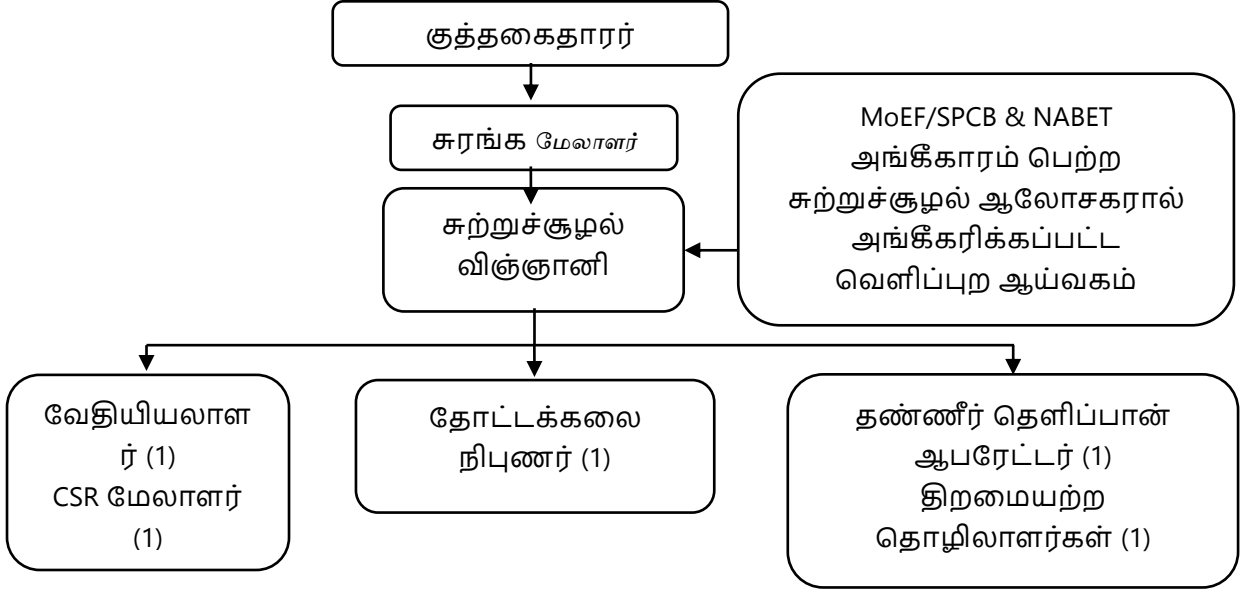 குத்தகைதாரர்
சுரங்க மேலாளர்
MoEF/SPCB & NABET
அங்கீகாரம் பெற்ற
சுற்றுச்சூழல் ஆலோசகரால்
அங்கீகரிக்கப்பட்ட
வெளிப்புற ஆய்வகம்
சுற்றுச்சூழல்
விஞ்ஞானி
வேதியியலாள
ர் (1)
CSR மேலாளர்
(1)
தோட்டக்கலை
நிபுணர் (1)
தண்ணீர் தெளிப்பான்
ஆபரேட்டர் (1)
திறமையற்ற
தொழிலாளர்கள் (1)